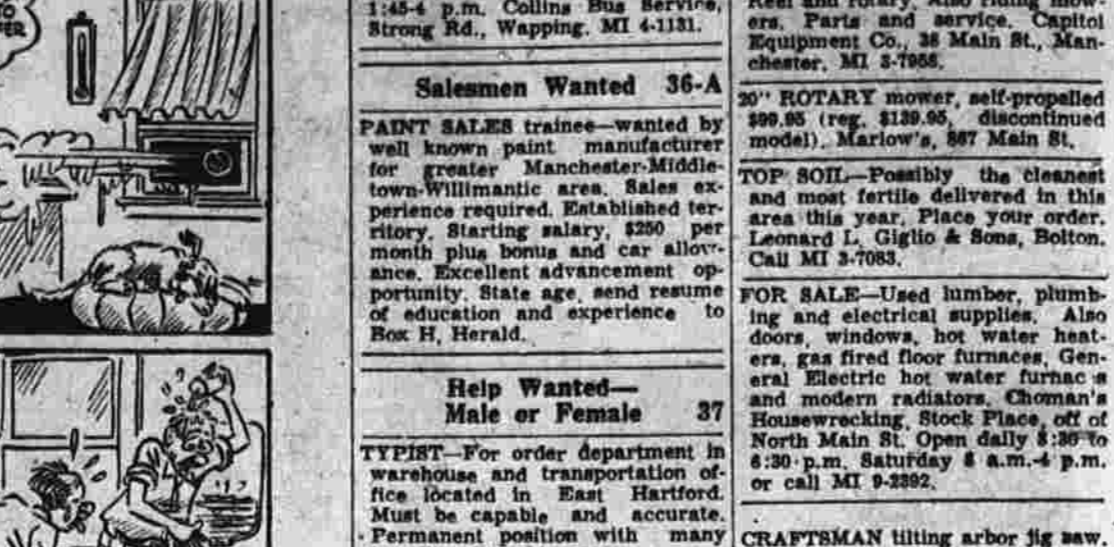 TO
1:45-4 p.m. Collins Bus Service,
Strong Rd., Wapping. MI 4-1131.
Salesmen Wanted 36-A
PAINT SALES trainee—wanted by
well known paint manufacturer
for greater Manchester-Middle-
town-Willimantic area. Sales ex-
perience required. Established ter-
ritory. Starting salary, $250 per
month plus bonus and car allow-
ance. Excellent advancement op-
portunity. State age, send resume
of education and experience to
Box H, Herald.
Help Wanted—
Male or Female 37
TYPIST—For order department in
warehouse and transportation of-
fice located in East Hartford.
Must be capable and accurate.
Permanent position with many
Reel and rotary. Also riding mow-
ers. Parts and service. Capitol
Equipment Co., 38 Main St., Man-
chester. MI 3-7958.
20" ROTARY mower, self-propelled
$99.95 (reg. $139.95, discontinued
model). Marlow's, 867 Main St.
TOP SOIL—Possibly the cleanest
and most fertile delivered in this
area this year. Place your order.
Leonard L. Giglio & Sons, Bolton.
Call MI 3-7083.
FOR SALE—Used lumber, plumb-
ing and electrical supplies. Also
doors, windows, hot water heat-
ers, gas fired floor furnaces, Gen-
eral Electric hot water furnac s
and modern radiators. Choman's
Housewrecking, Stock Place, off of
North Main St. Open daily 8:30 to
6:30 p.m. Saturday 8 a.m.-4 p.m.
or call MI 9-2392.
CRAFTSMAN tilting arbor jig saw.